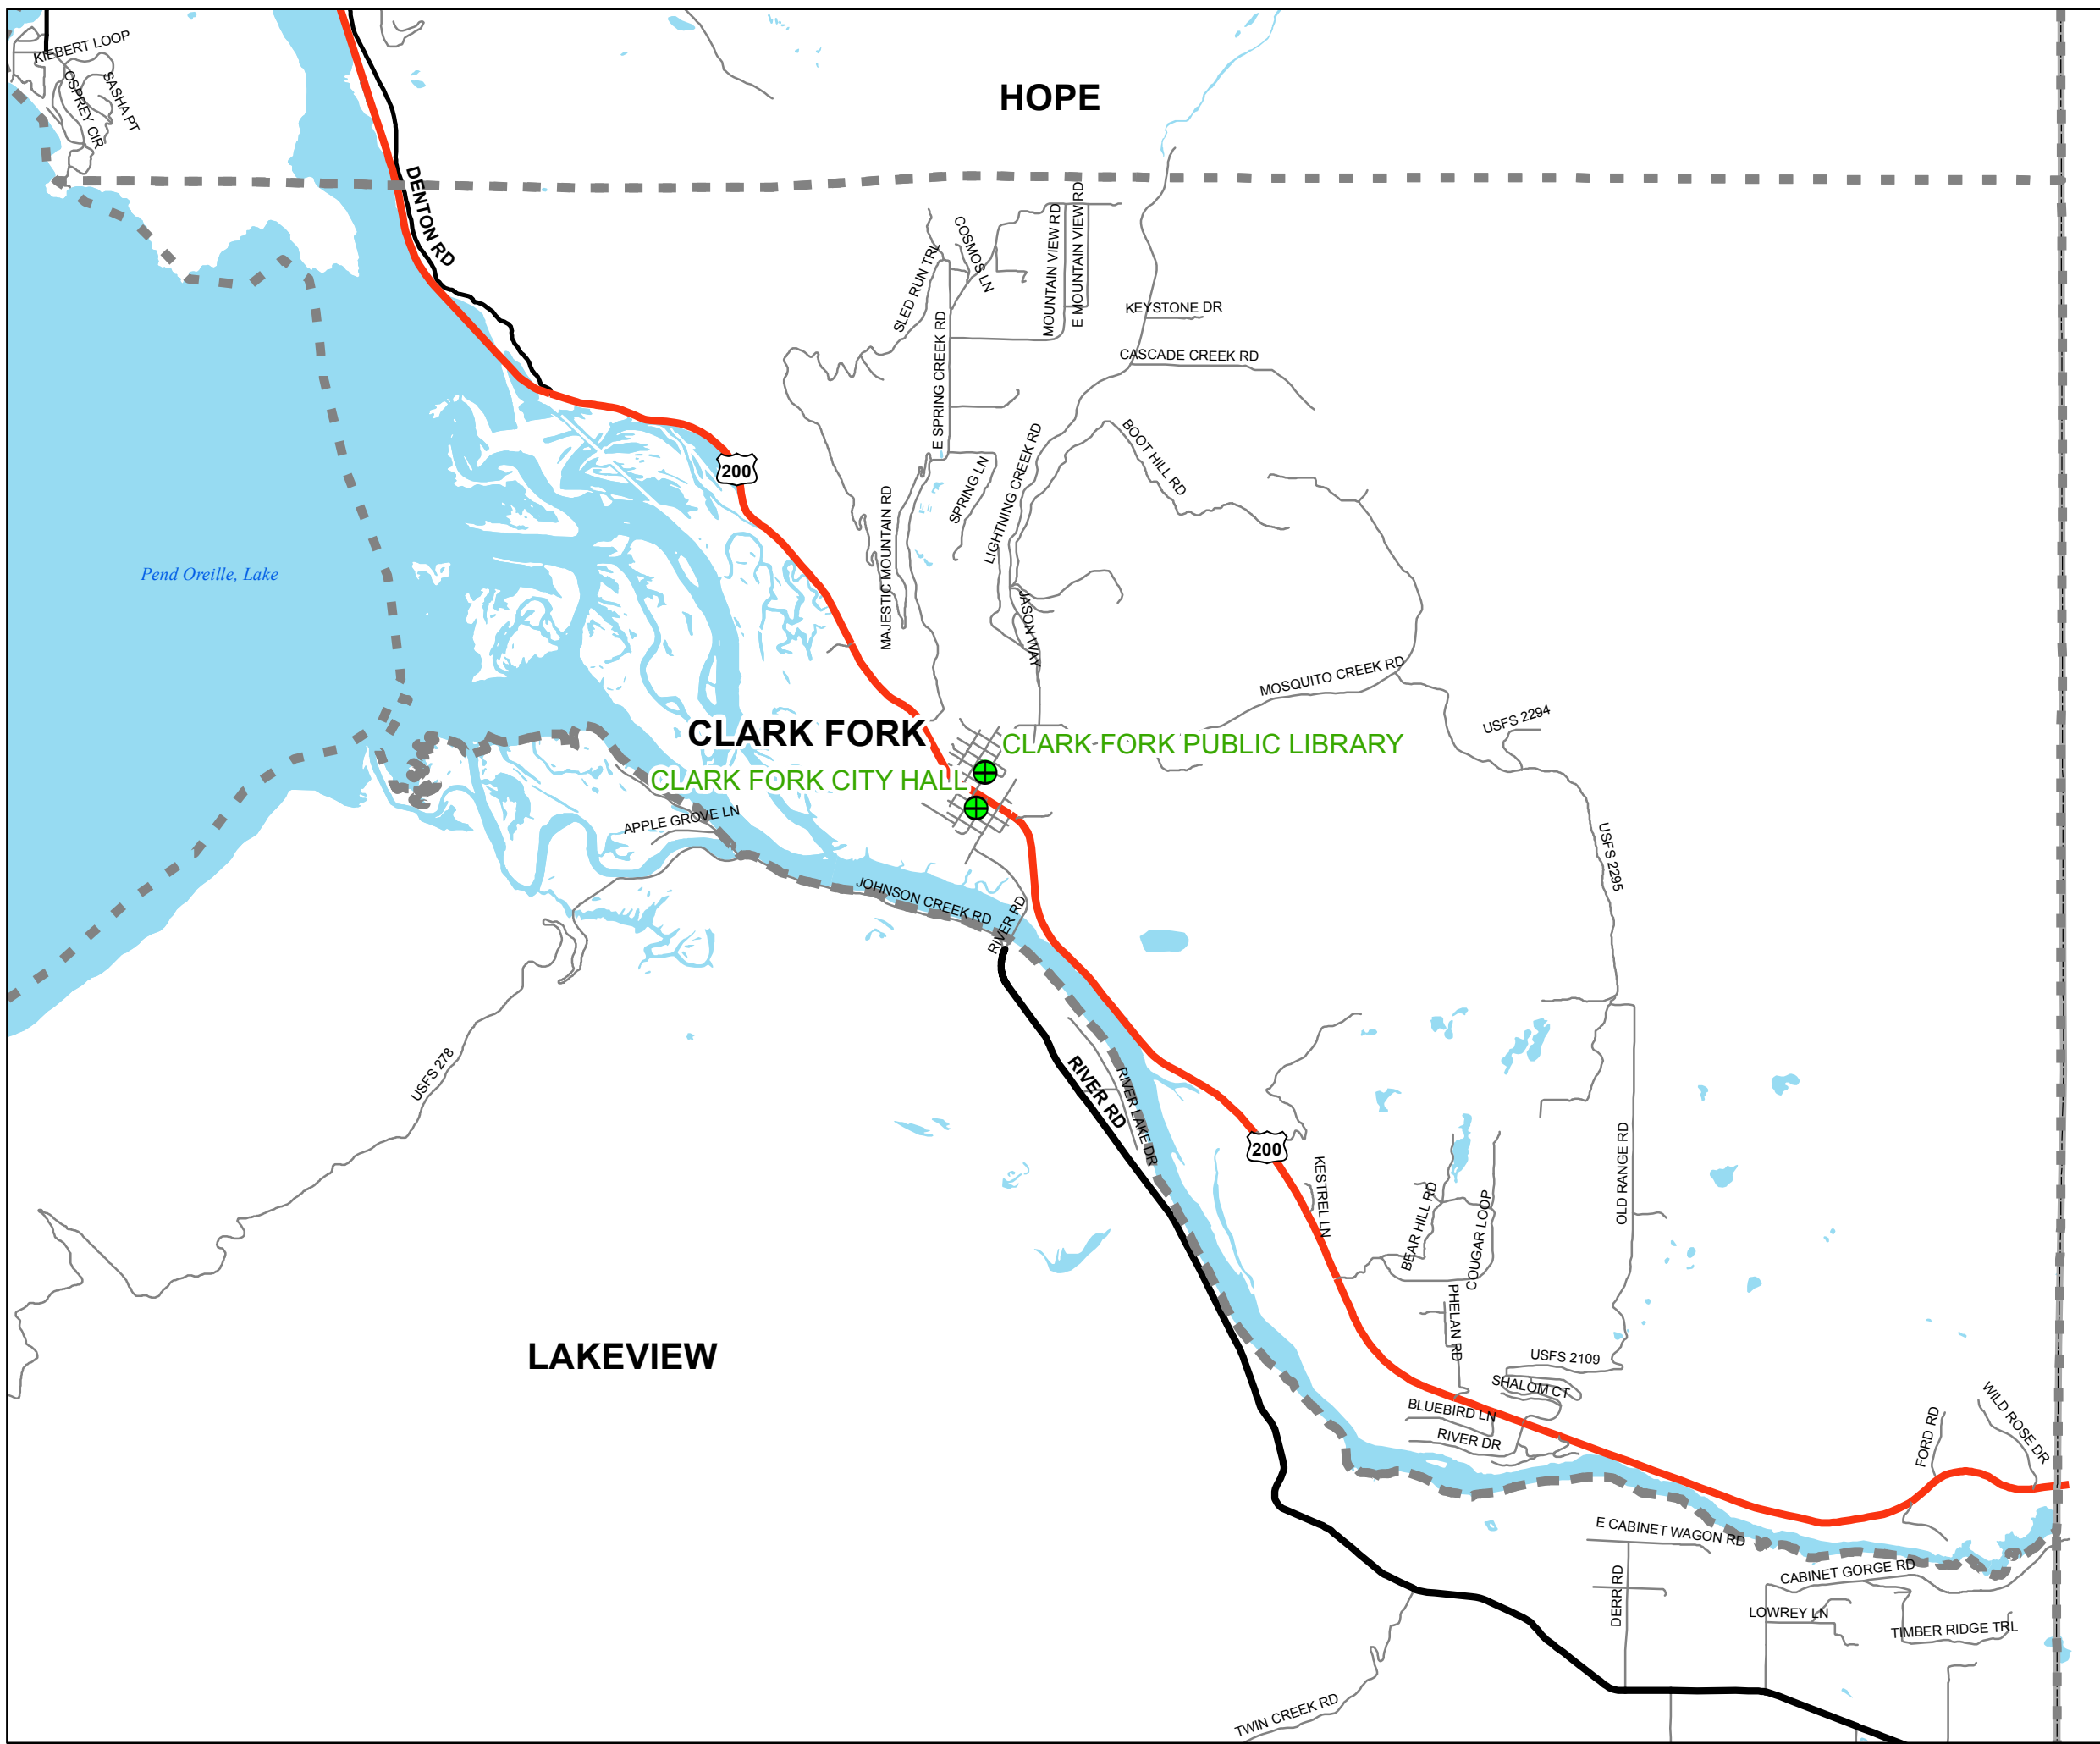 KIEBERT LOOP
OSPREY CIR
SASHA PT
HOPE
DENTON RD
COSMOS LN
SLED RUN TRL
MOUNTAIN VIEW RD
E MOUNTAIN VIEW RD
E SPRING CREEK RD
KEYSTONE DR
CASCADE CREEK RD
BOOT HILL RD
200
SPRING LN
LIGHTNING CREEK RD
MAJESTIC MOUNTAIN RD
Pend Oreille, Lake
JASON WAY
MOSQUITO CREEK RD
USFS 2294
CLARK FORK
CLARK FORK PUBLIC LIBRARY
CLARK FORK CITY HALL
APPLE GROVE LN
USFS 2295
JOHNSON CREEK RD
RIVER RD
USFS 278
RIVER RD
RIVER LAKE DR
200
KESTREL LN
BEAR HILL RD
COUGAR LOOP
OLD RANGE RD
PHELAN RD
LAKEVIEW
USFS 2109
SHALOM CT
BLUEBIRD LN
RIVER DR
FORD RD
WILD ROSE DR
E CABINET WAGON RD
CABINET GORGE RD
DERR RD
LOWREY LN
TIMBER RIDGE TRL
TWIN CREEK RD